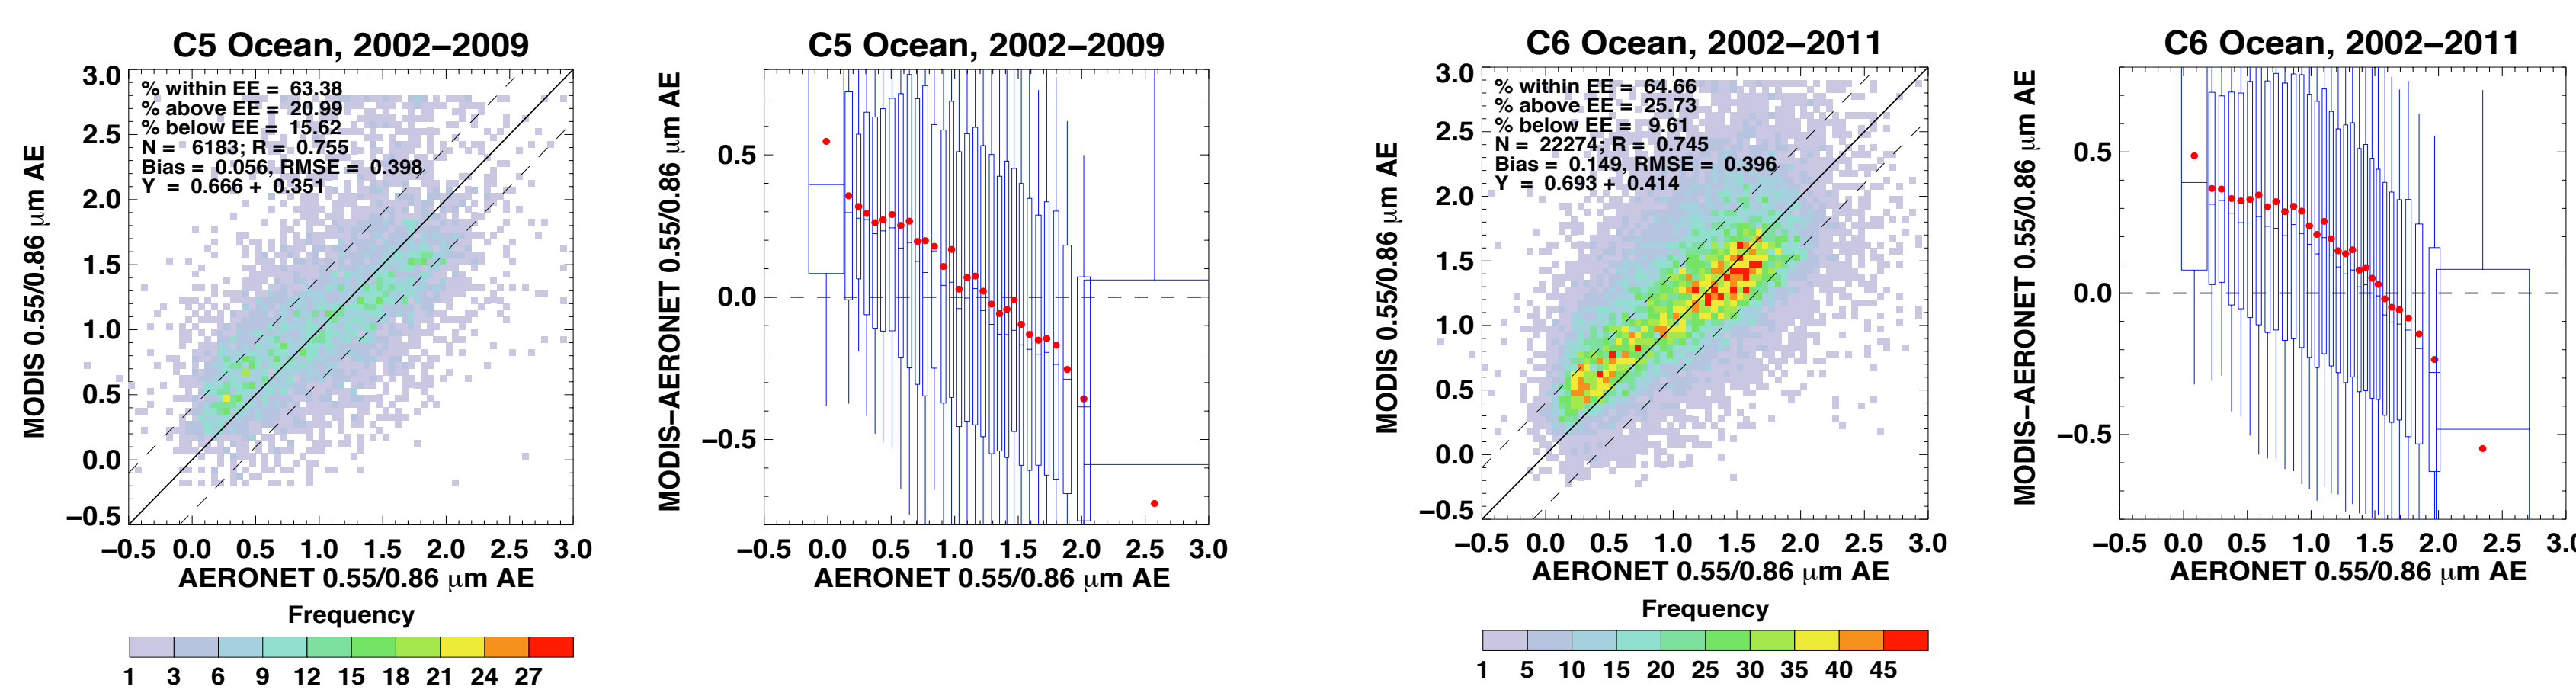 C5 Ocean, 2002–2009
3.0
2.5
2.0
1.5
1.0
0.5
0.0
−0.5
MODIS 0.55/0.86 μm AE
% within EE = 63.38
% above EE = 20.99
% below EE = 15.62
N = 6183; R = 0.755
Bias = 0.056, RMSE = 0.398
Y = 0.666 + 0.351
−0.5 0.0 0.5 1.0 1.5 2.0 2.5 3.0
AERONET 0.55/0.86 μm AE
Frequency
1 3 6 9 12 15 18 21 24 27
C5 Ocean, 2002–2009
MODIS−AERONET 0.55/0.86 μm AE
0.5
0.0
−0.5
−0.5 0.0 0.5 1.0 1.5 2.0 2.5 3.0
AERONET 0.55/0.86 μm AE
C6 Ocean, 2002–2011
3.0
2.5
2.0
1.5
1.0
0.5
0.0
−0.5
MODIS 0.55/0.86 μm AE
% within EE = 64.66
% above EE = 25.73
% below EE = 9.61
N = 22274; R = 0.745
Bias = 0.149, RMSE = 0.396
Y = 0.693 + 0.414
−0.5 0.0 0.5 1.0 1.5 2.0 2.5 3.0
AERONET 0.55/0.86 μm AE
Frequency
1 5 10 15 20 25 30 35 40 45
C6 Ocean, 2002–2011
MODIS−AERONET 0.55/0.86 μm AE
0.5
0.0
−0.5
−0.5 0.0 0.5 1.0 1.5 2.0 2.5
AERONET 0.55/0.86 μm AE